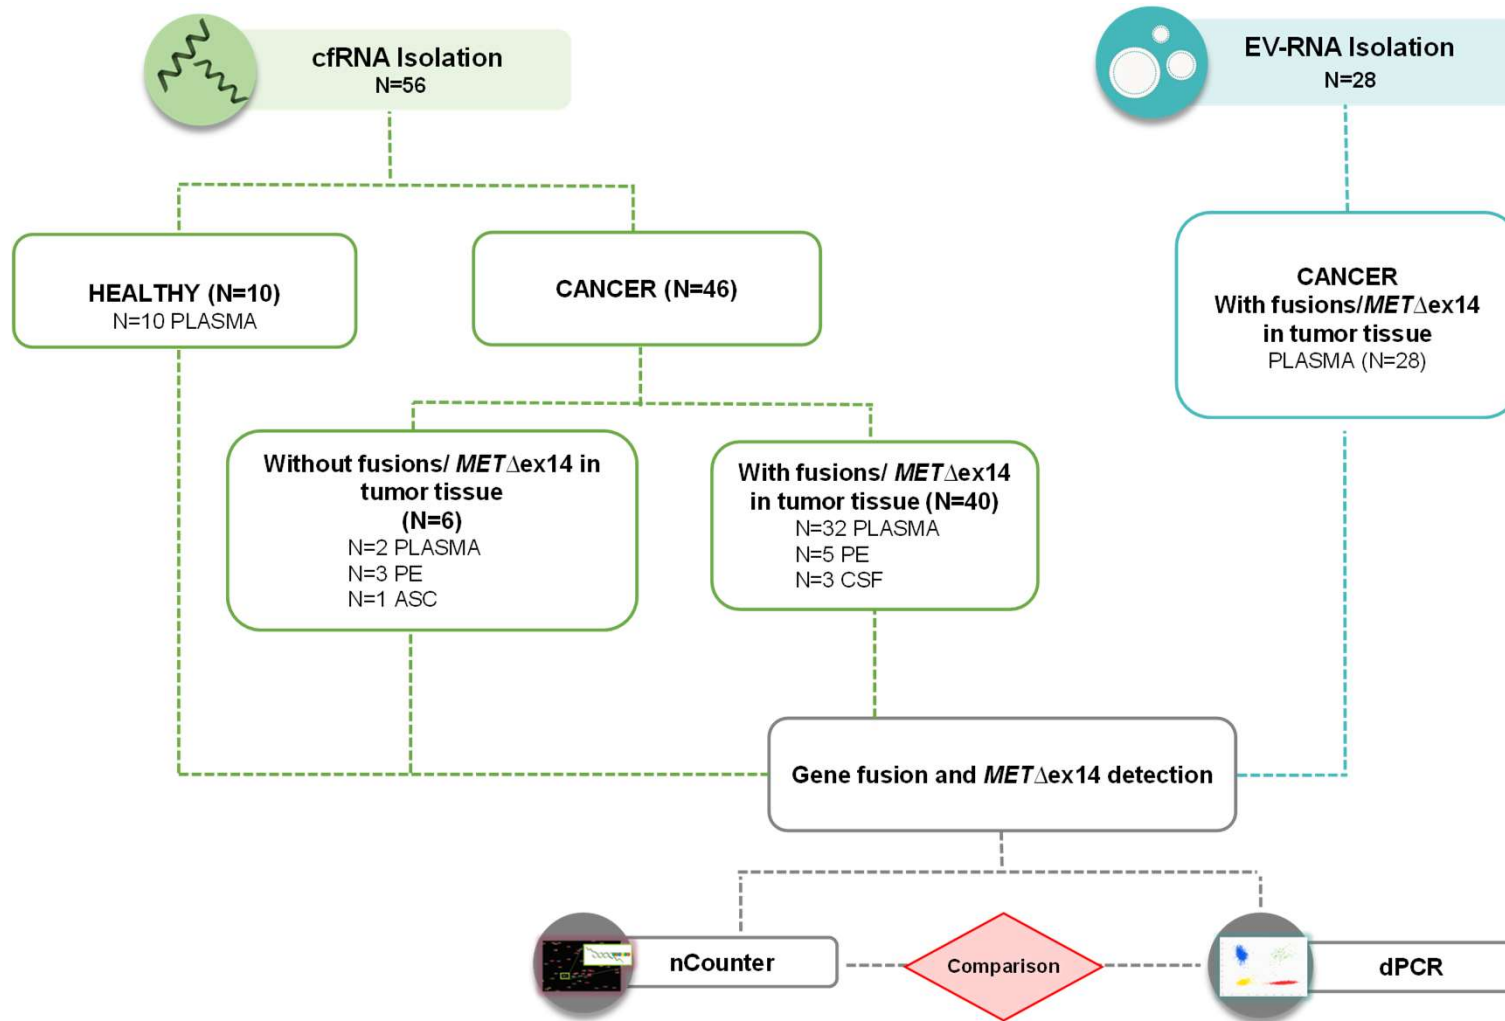 cfRNA Isolation
N=56
EV-RNA Isolation
N=28
HEALTHY (N=10)
N=10 PLASMA
CANCER (N=46)
CANCER
With fusions/METΔex14
in tumor tissue
PLASMA (N=28)
Without fusions/ METΔex14 in
tumor tissue
(N=6)
N=2 PLASMA
N=3 PE
N=1 ASC
With fusions/ METΔex14
in tumor tissue (N=40)
N=32 PLASMA
N=5 PE
N=3 CSF
Gene fusion and METΔex14 detection
nCounter
Comparison
dPCR